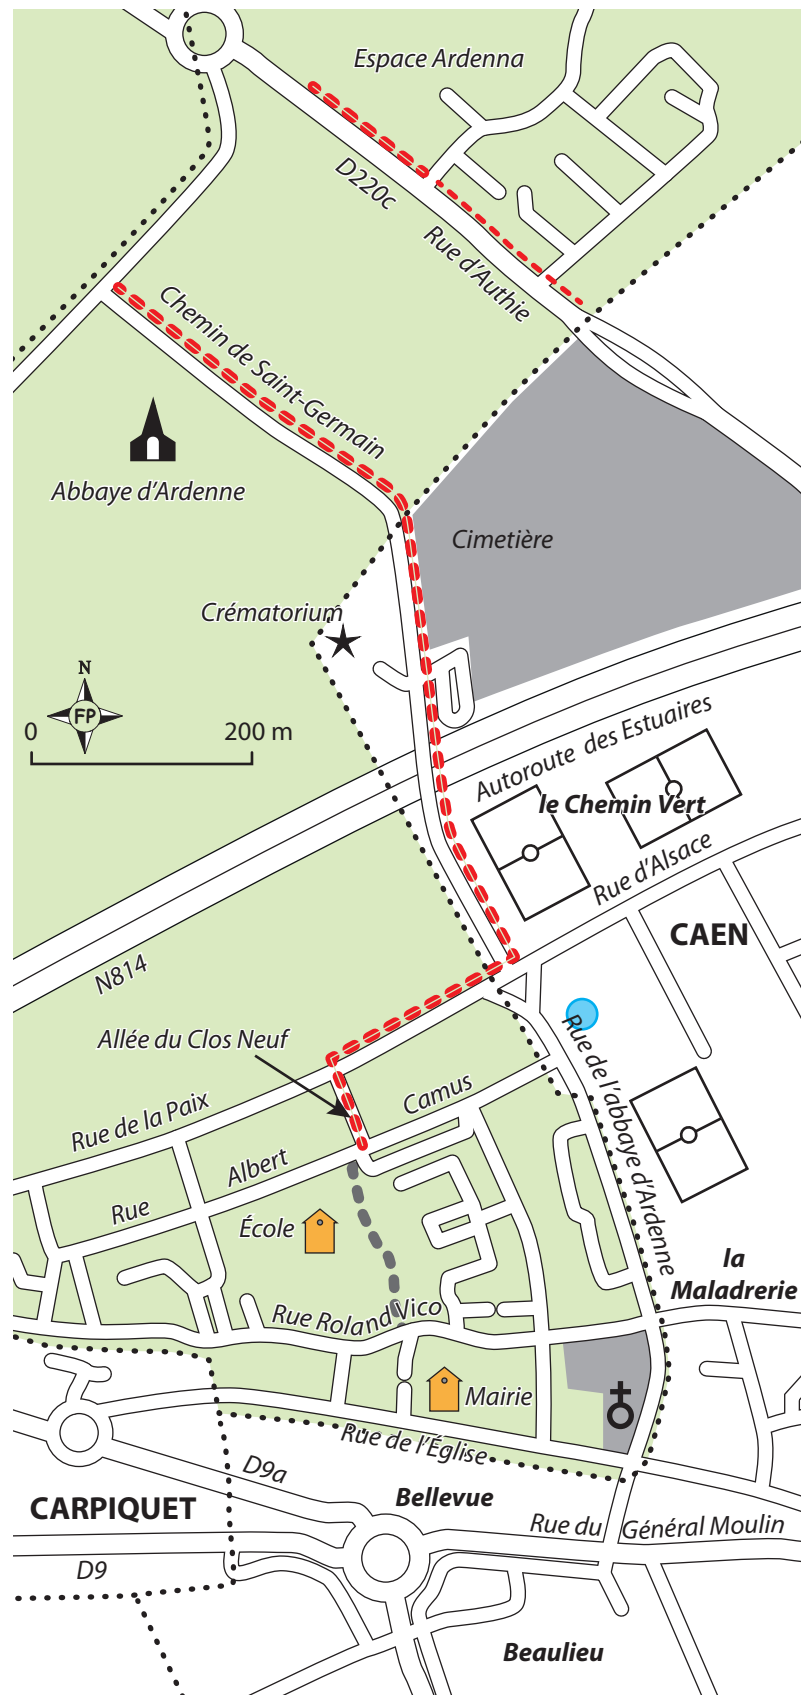 Espace Ardenna
D220c
Rue d'Authie
Chemin de Saint-Germain
Abbaye d'Ardenne
Cimetière
Crématorium
N
FP
0 200 m
Autoroute des Estuaires
le Chemin Vert
Rue d'Alsace
CAEN
N814
Allée du Clos Neuf
Rue de l'abbaye d'Ardenne
Rue de la Paix
Rue Albert Camus
École
la
Maladrerie
Rue Roland Vico
Mairie
Rue de l'Église
D9a
Bellevue
CARPIQUET
Rue du Général Moulin
D9
Beaulieu